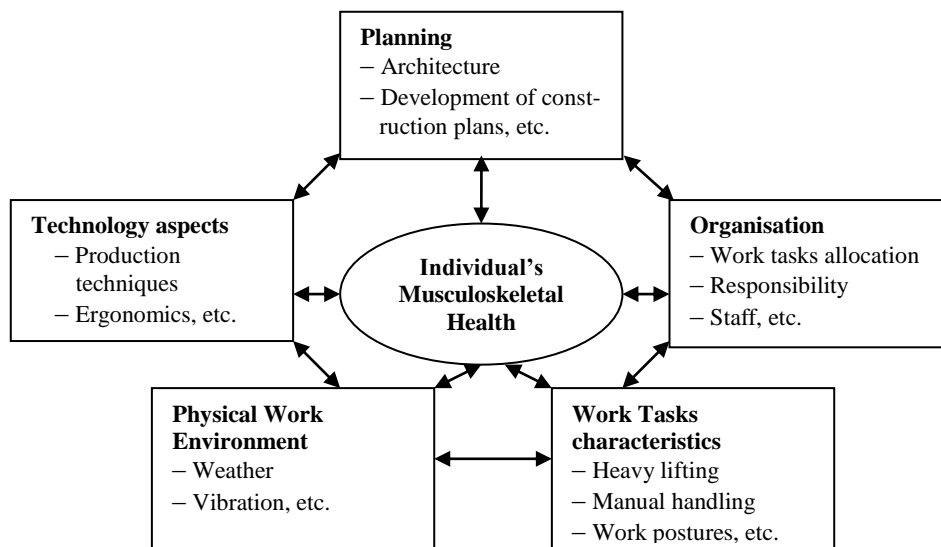 Planning
– Architecture
– Development of const-
ruction plans, etc.
Technology aspects
– Production
techniques
– Ergonomics, etc.
Individual’s
Musculoskeletal
Health
Organisation
– Work tasks allocation
– Responsibility
– Staff, etc.
Physical Work
Environment
– Weather
– Vibration, etc.
Work Tasks
characteristics
– Heavy lifting
– Manual handling
– Work postures, etc.